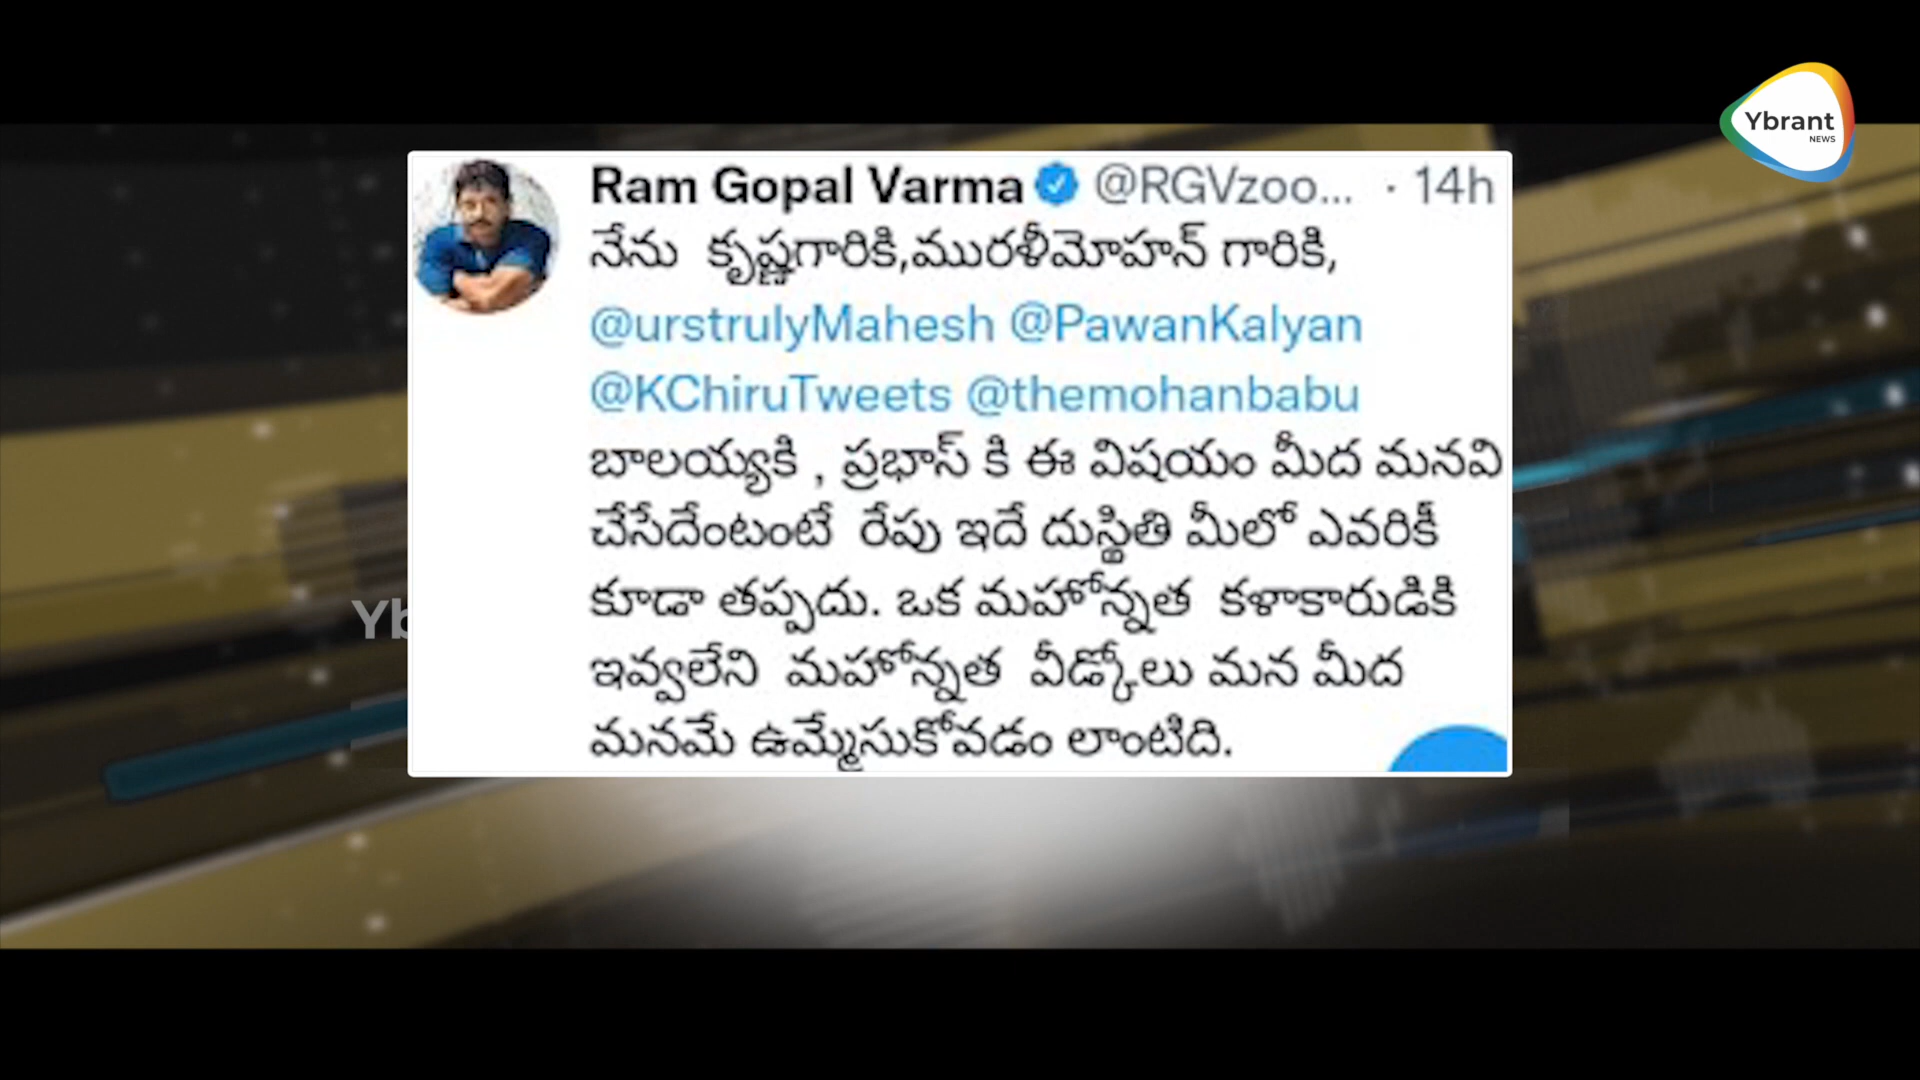 Ybrant
NEWS
Ram Gopal Varma @RGVzoo... · 14h
నేను కృష్ణగారికి,మురళీమోహన్ గారికి,
@urstrulyMahesh @PawanKalyan
@KChiruTweets @themohanbabu
బాలయ్యకి , ప్రభాస్ కి ఈ విషయం మీద మనవి
చేసేదేంటంటే రేపు ఇదే దుస్థితి మీలో ఎవరికీ
కూడా తప్పదు. ఒక మహోన్నత కళాకారుడికి
ఇవ్వలేని మహోన్నత వీడ్కోలు మన మీద
మనమే ఉమ్మేసుకోవడం లాంటిది.
Yb